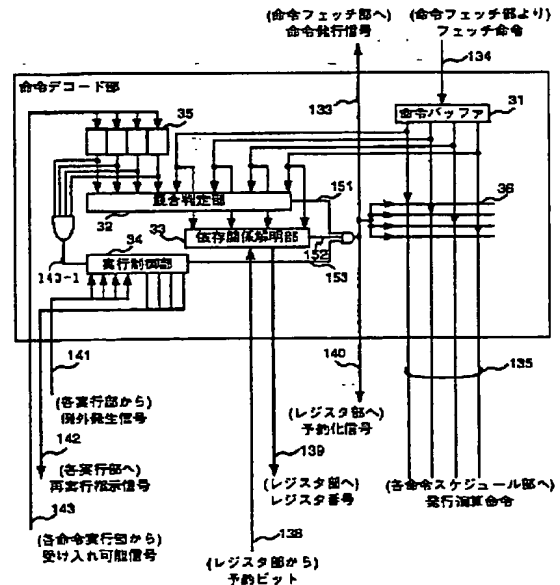 (命令フェッチ部へ)
命令発行信号
(命令フェッチ部より)
フェッチ命令
134
133
命令デコード部
35
命令バッファ
31
151
36
競合判定部
32
33
依存関係解明部
34
152
実行制御部
143-1
153
141
140
135
(各実行部から)
例外発生信号
142
(各実行部へ)
再実行指示信号
143
(各命令実行部から)
受け入れ可能信号
139
(レジスタ部へ)
レジスタ番号
138
(レジスタ部から)
予約ビット
(レジスタ部へ)
予約化信号
(各命令スケジュール部へ)
発行演算命令